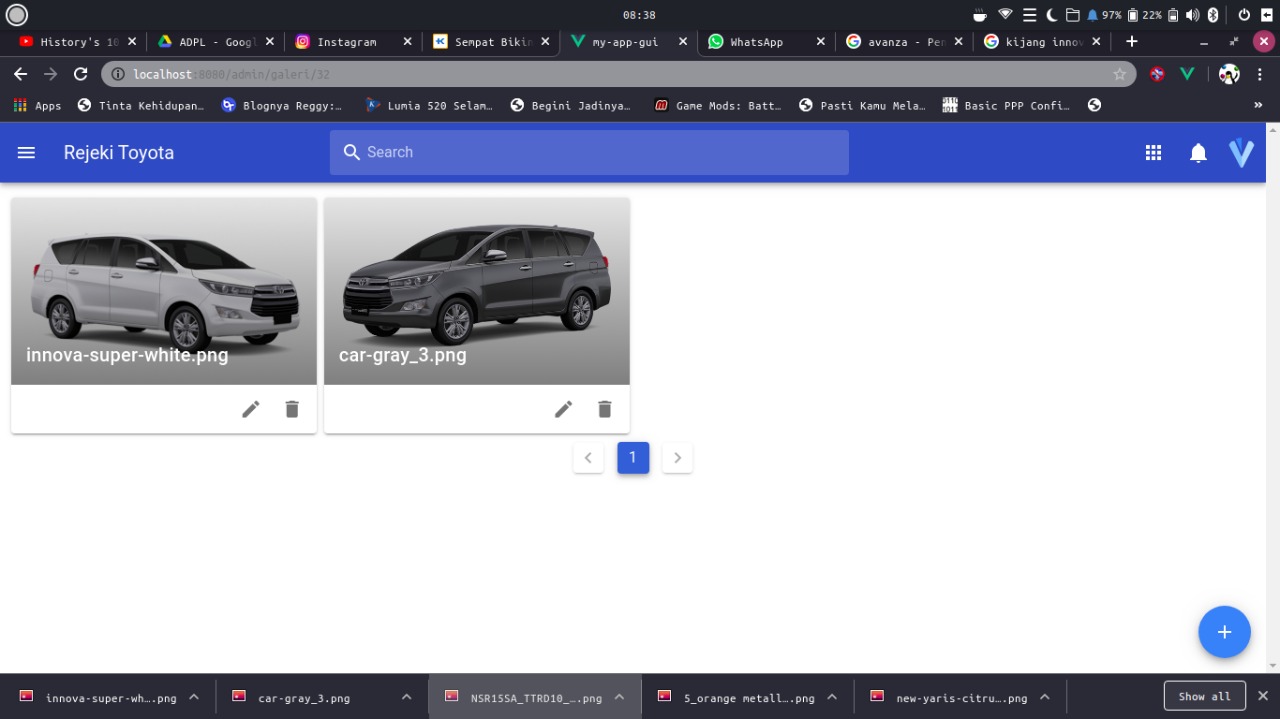 08:38
97%
22%
History's 10
ADPL - Googl
Instagram
Sempat Bikin
my-app-gui
WhatsApp
avanza - Pen
kijang innov
localhost:8080/admin/galeri/32
Apps
Tinta Kehidupan…
Blognya Reggy:…
Lumia 520 Selam…
Begini Jadinya…
Game Mods: Batt…
Pasti Kamu Mela…
Basic PPP Confi…
»
Rejeki Toyota
Search
innova-super-white.png
car-gray_3.png
1
innova-super-wh….png
car-gray_3.png
NSR15SA_TTRD10_….png
5_orange metall….png
new-yaris-citru….png
Show all